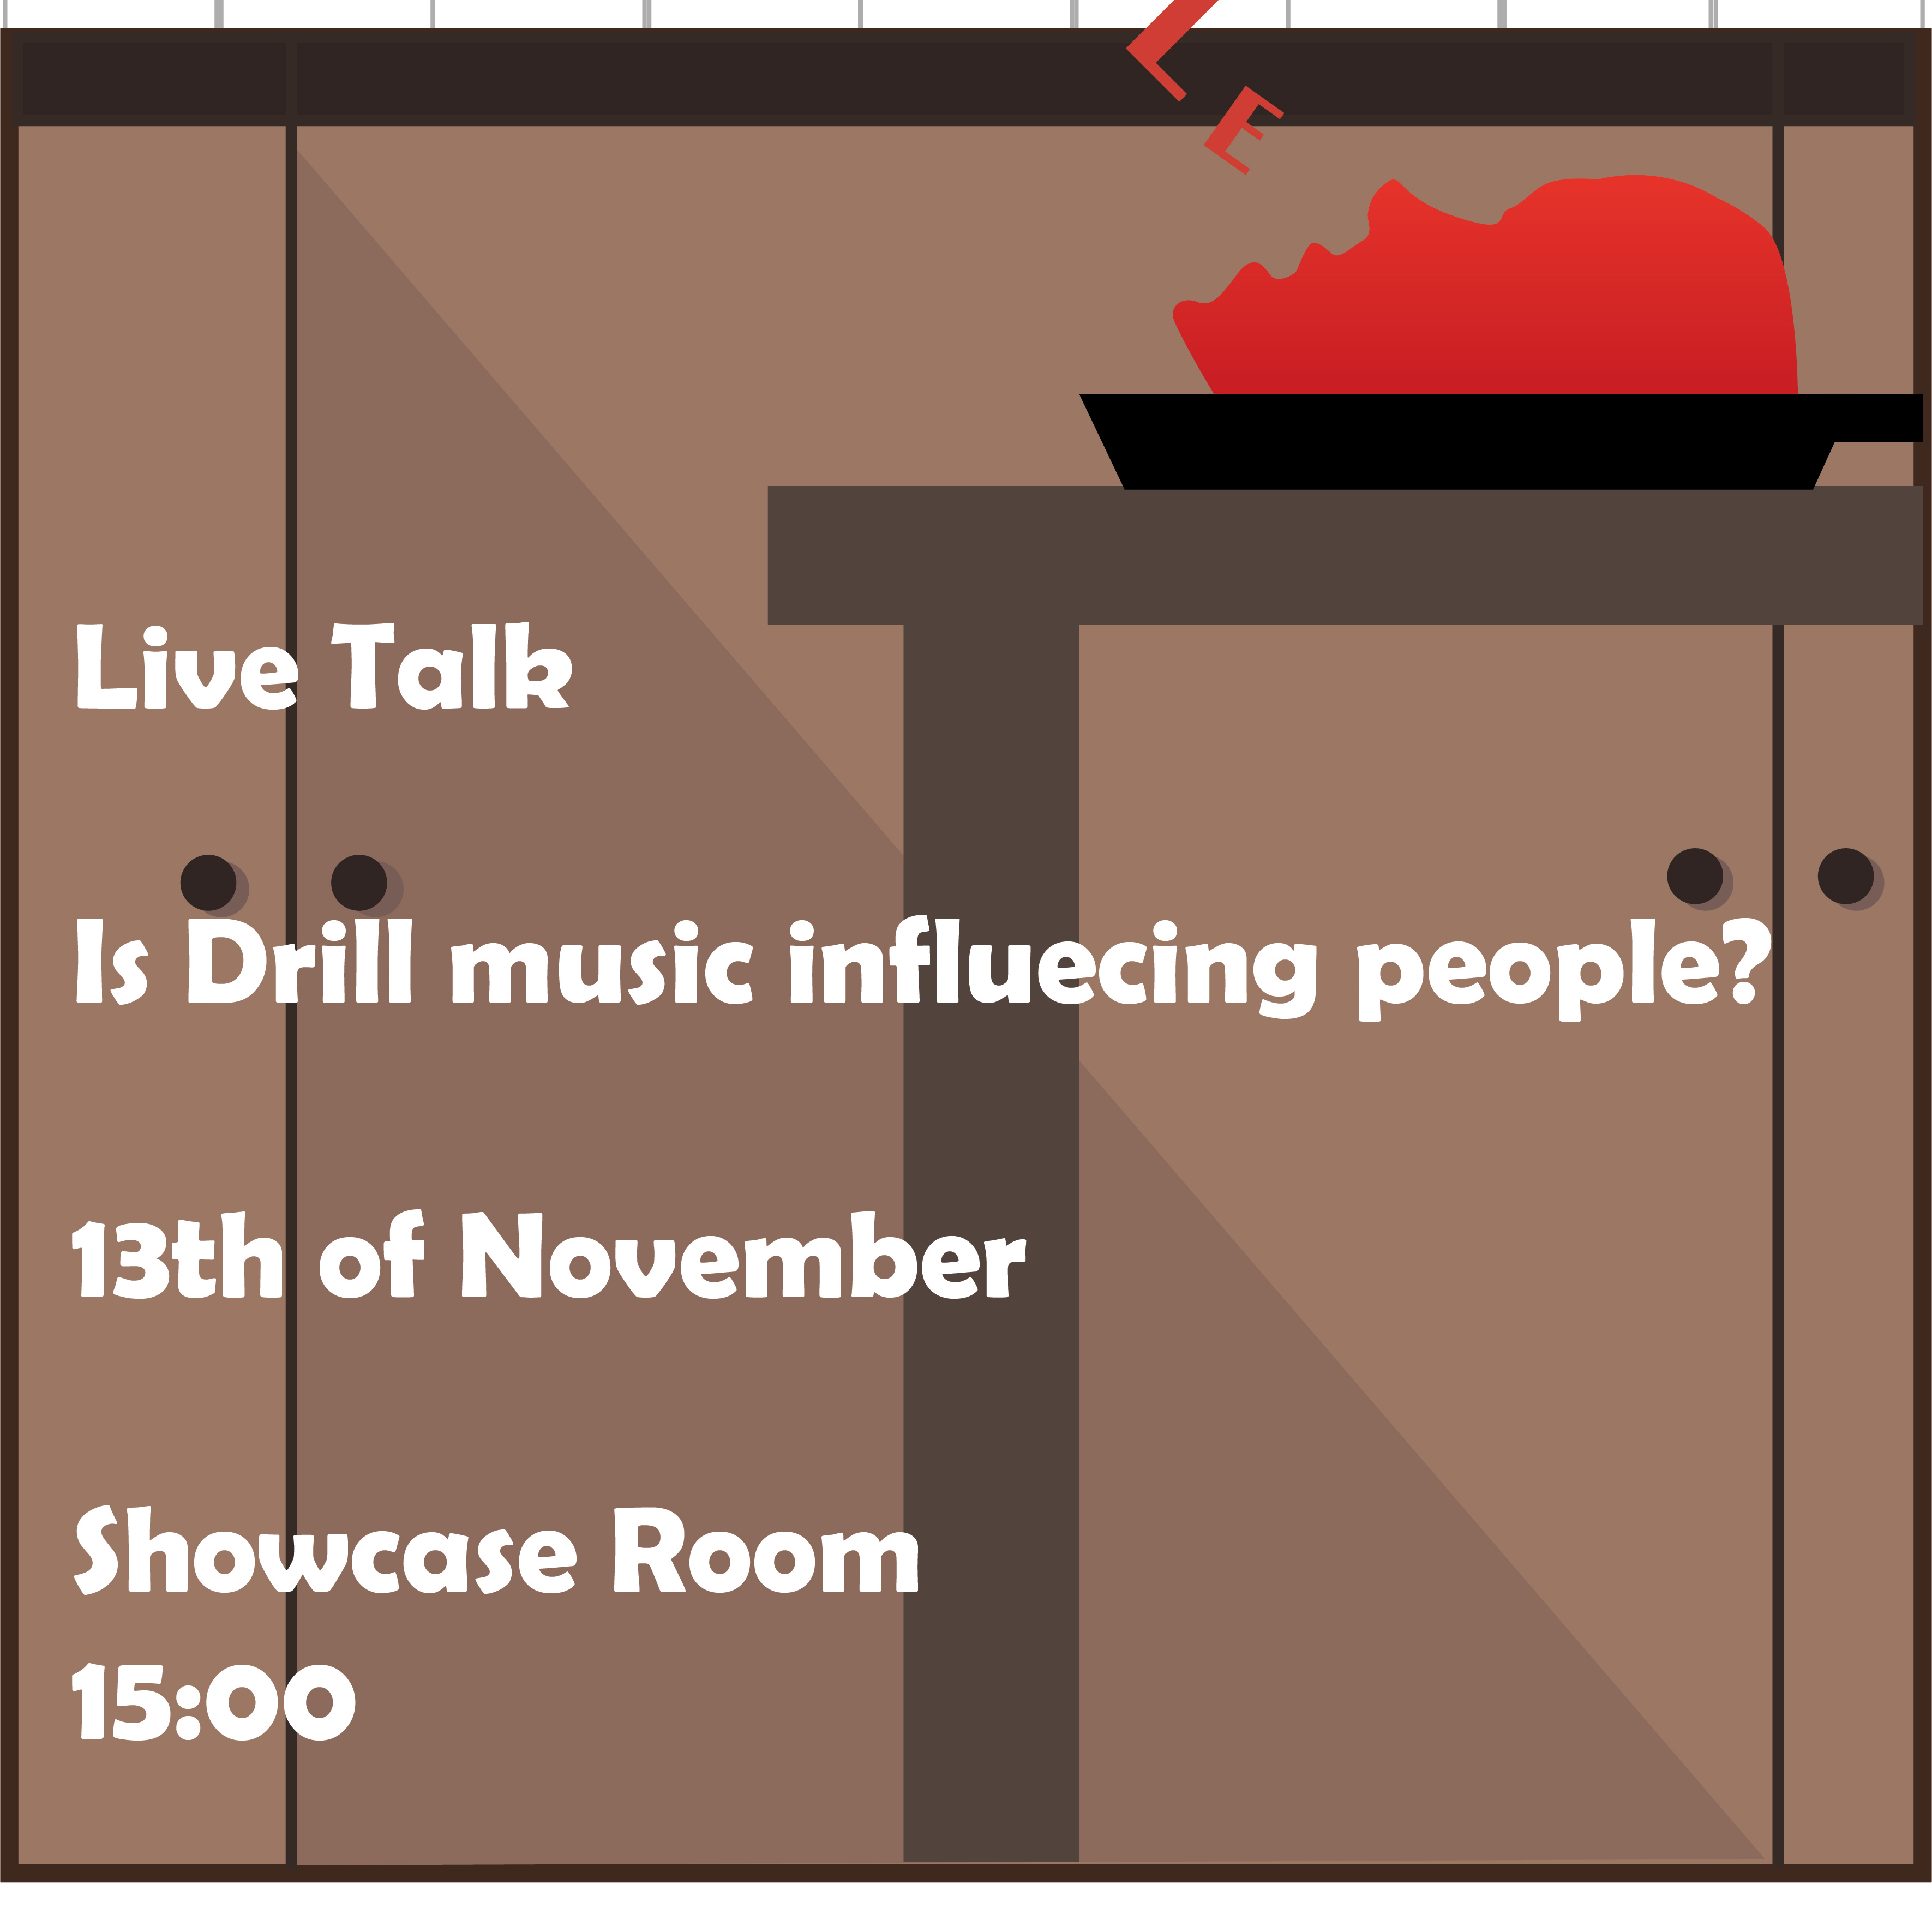 L
E
Live Talk
Is Drill music influecing people?
13th of November
Showcase Room
15:00